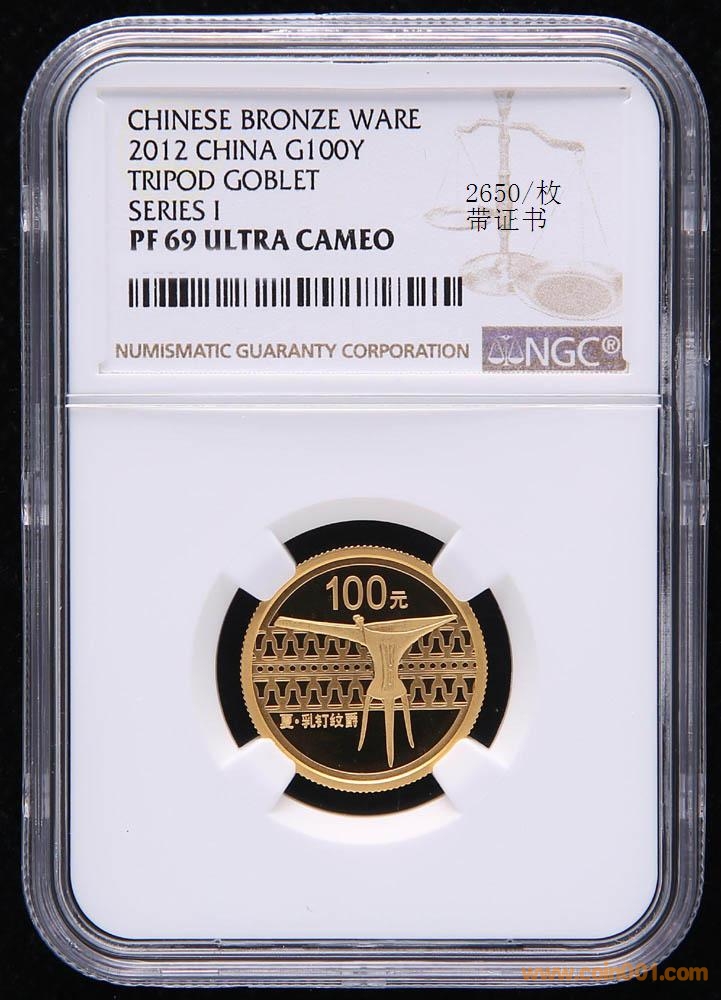 CHINESE BRONZE WARE
2012 CHINA G100Y
TRIPOD GOBLET
SERIES I
PF 69 ULTRA CAMEO
2650/枚
带证书
NUMISMATIC GUARANTY CORPORATION
NGC®
100元
夏·乳钉纹爵
www.coin001.com